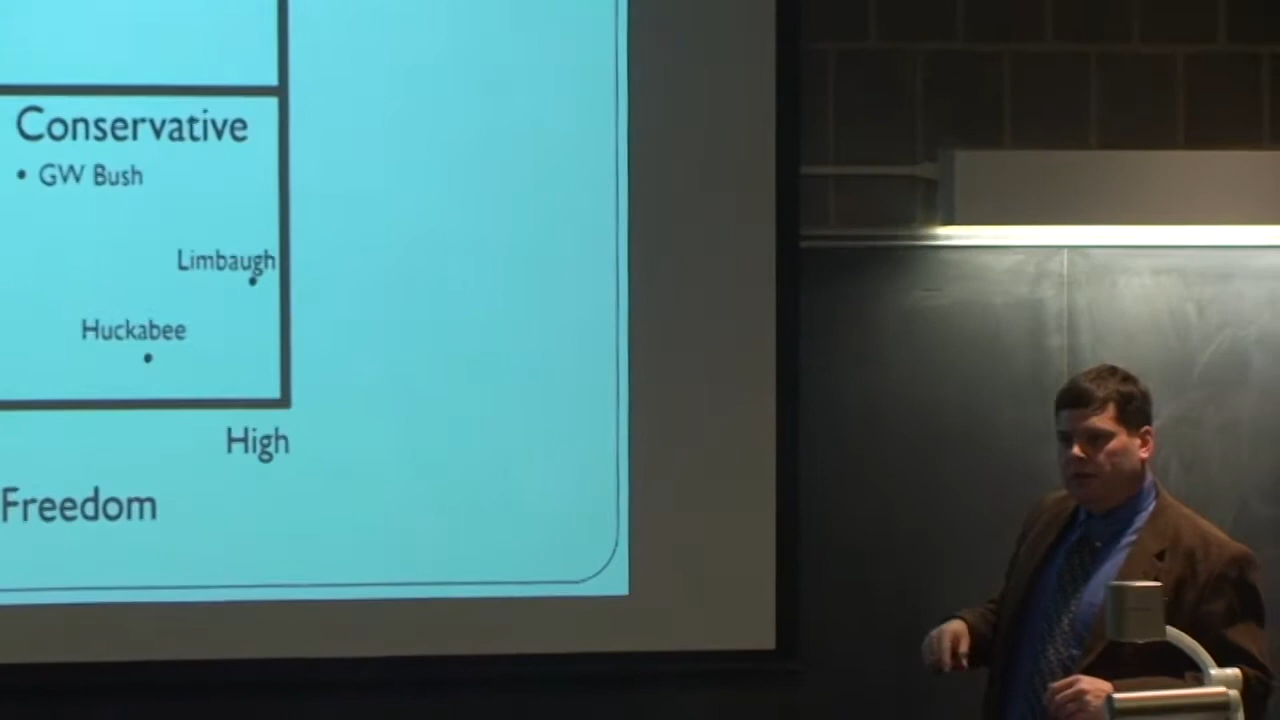 Conservative
• GW Bush
Limbaugh
Huckabee
High
Freedom